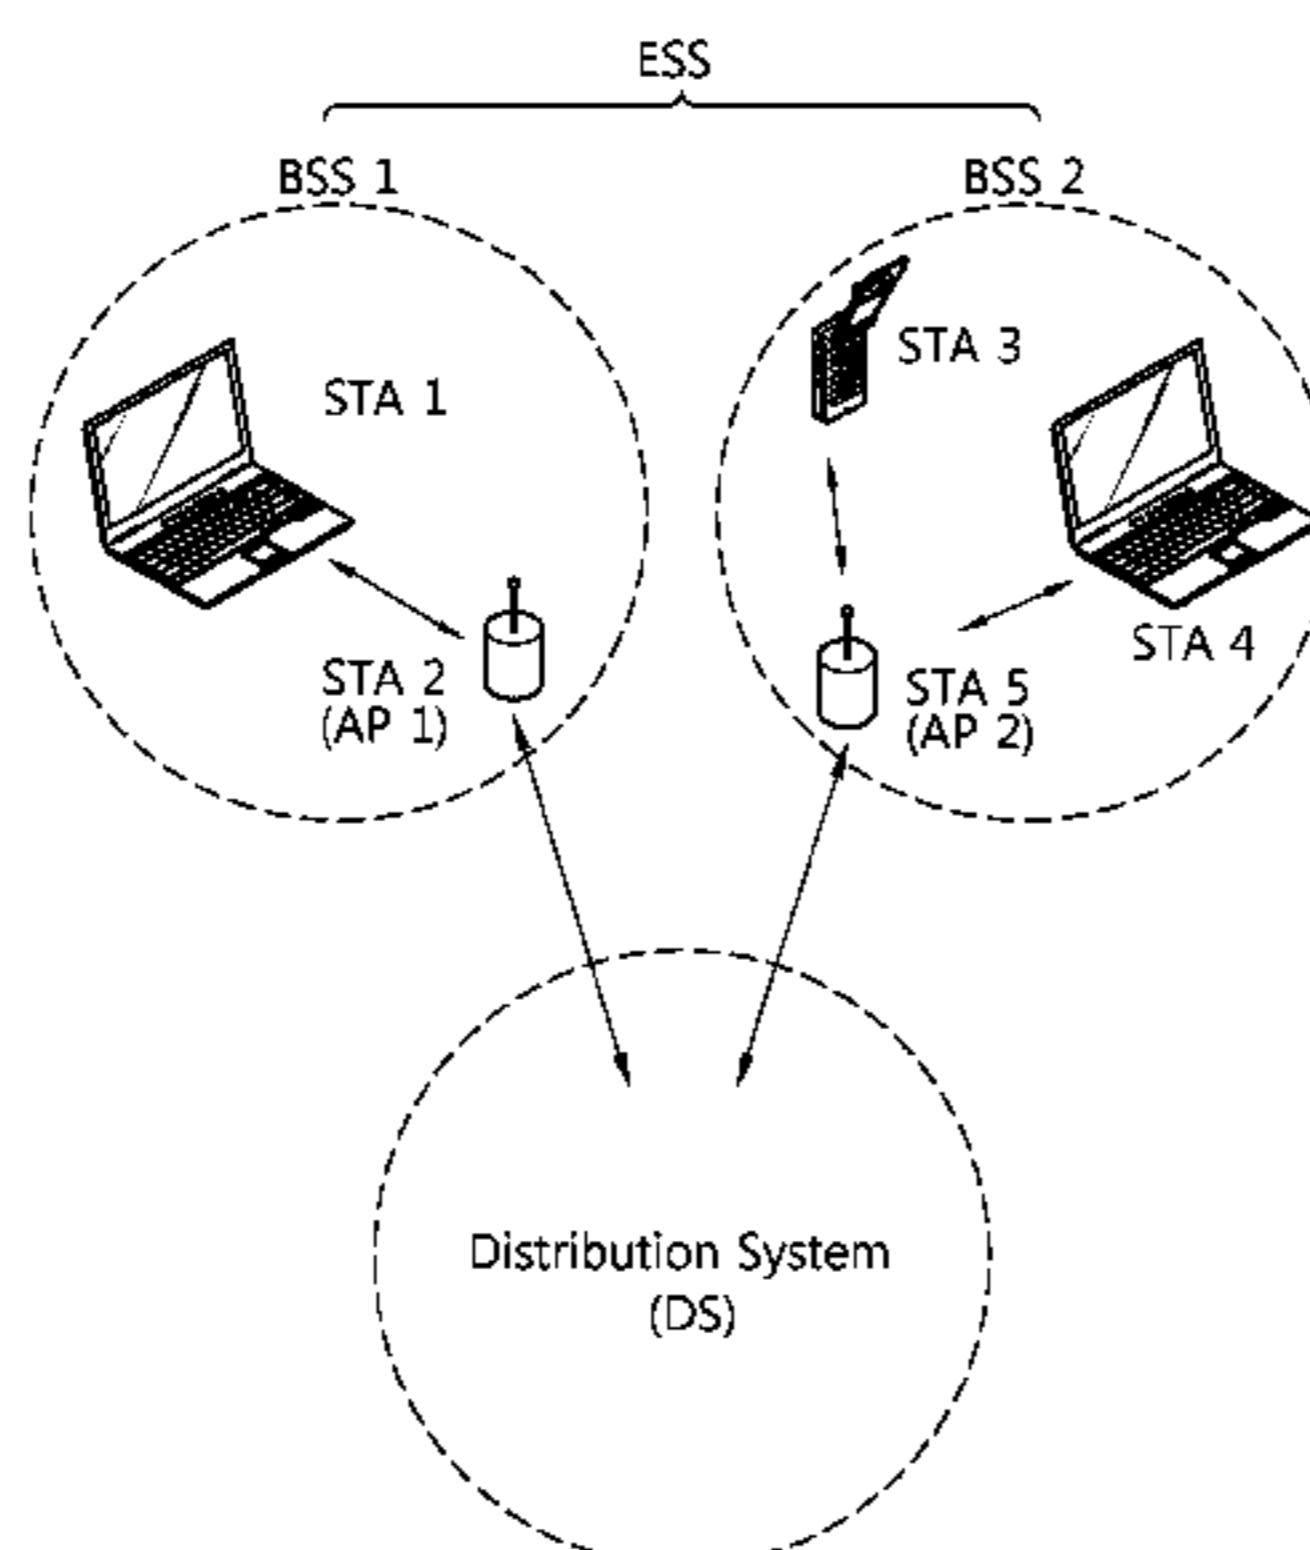 ESS
BSS 1
BSS 2
STA 3
STA 1
STA 4
STA 2
(AP 1)
STA 5
(AP 2)
Distribution System
(DS)